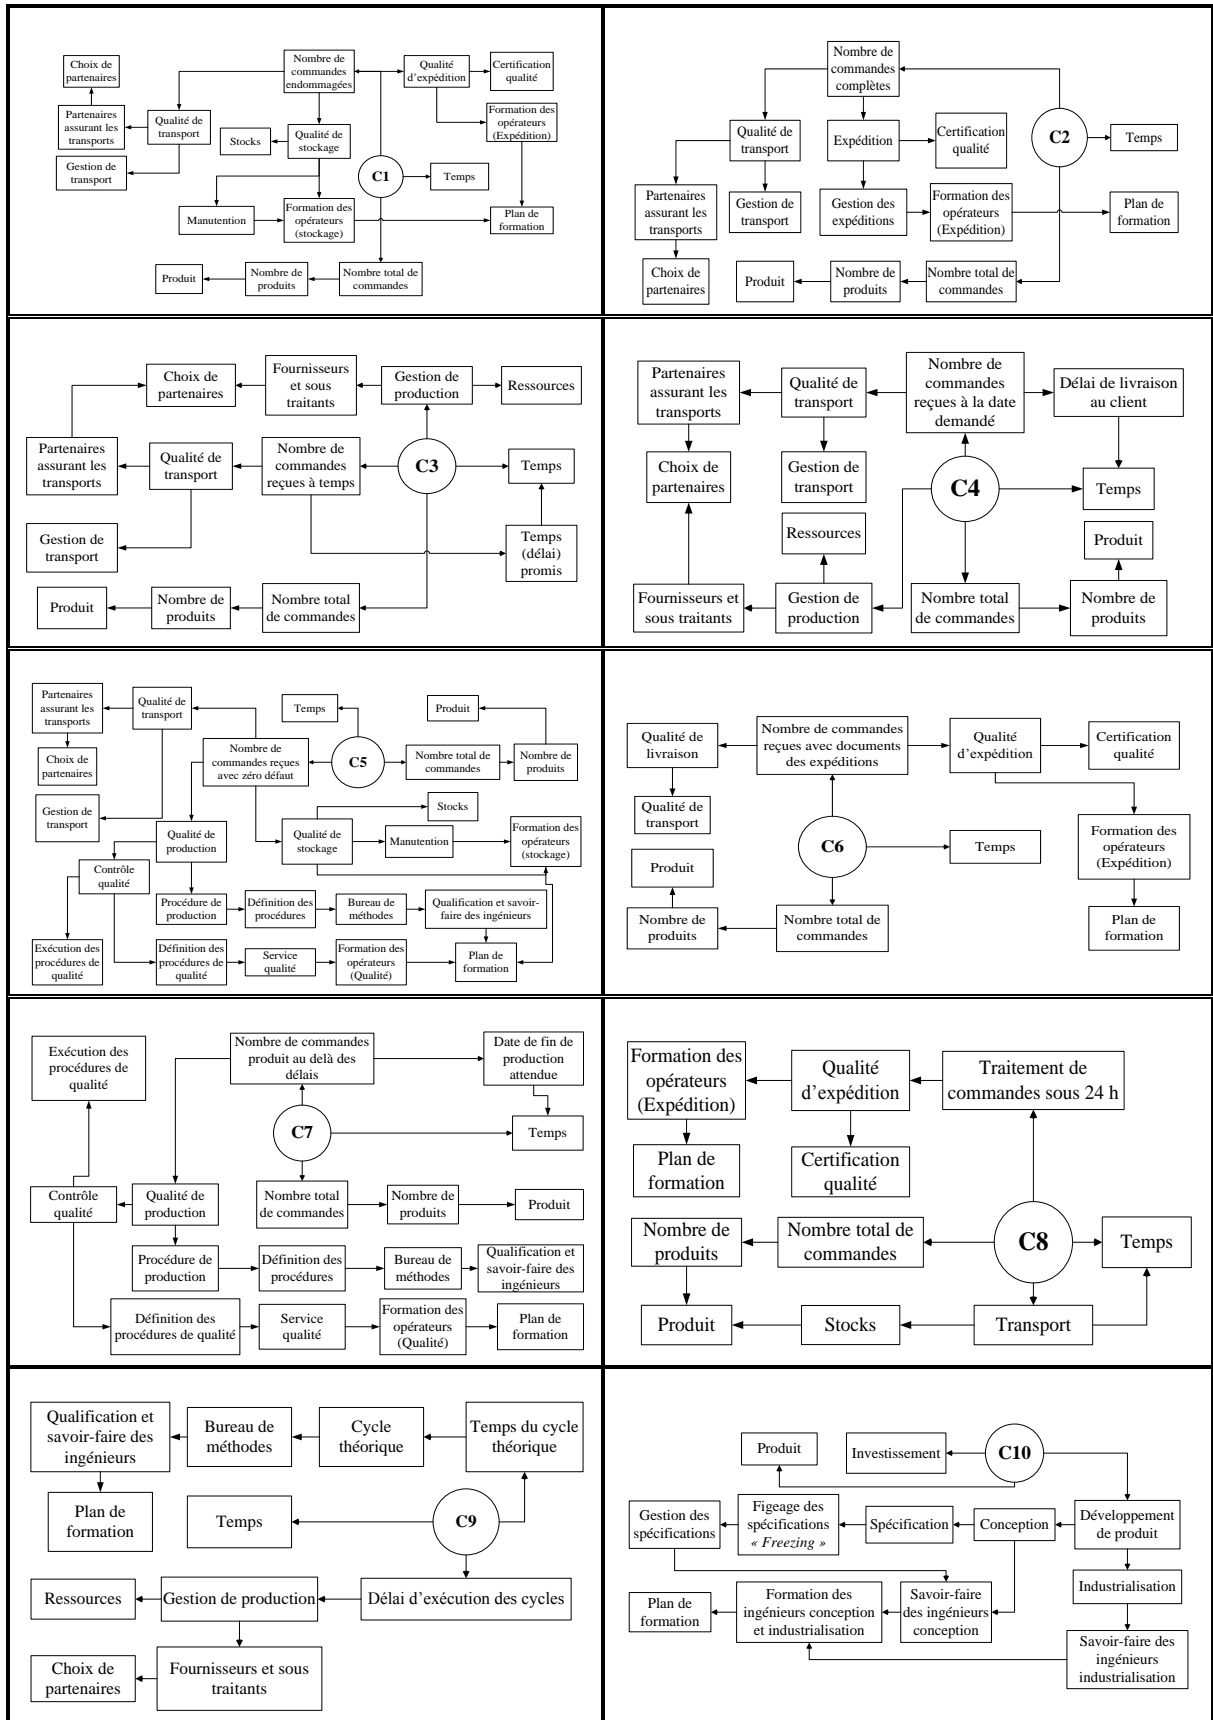 Nombre de
commandes
endommagées
Qualité
d'expédition
Certification
qualité
Choix de
partenaires
Partenaires
assurant les
transports
Qualité de
transport
Stocks
Qualité de
stockage
Formation des
opérateurs
(Expédition)
Gestion de
transport
C1
Temps
Manutention
Formation des
opérateurs
(stockage)
Plan de
formation
Produit
Nombre de
produits
Nombre total de
commandes
Nombre de
commandes
complètes
Qualité de
transport
Expédition
Certification
qualité
C2
Temps
Partenaires
assurant les
transports
Gestion de
transport
Gestion des
expéditions
Formation des
opérateurs
(Expédition)
Plan de
formation
Choix de
partenaires
Produit
Nombre de
produits
Nombre total de
commandes
Choix de
partenaires
Fournisseurs
et sous
traitants
Gestion de
production
Ressources
Partenaires
assurant les
transports
Qualité de
transport
Nombre de
commandes
reçues à temps
C3
Temps
Gestion de
transport
Temps
(délai)
promis
Produit
Nombre de
produits
Nombre total
de commandes
Partenaires
assurant les
transports
Qualité de
transport
Nombre de
commandes
reçues à la date
demandé
Délai de livraison
au client
Choix de
partenaires
Gestion de
transport
C4
Temps
Ressources
Produit
Fournisseurs et
sous traitants
Gestion de
production
Nombre total
de commandes
Nombre de
produits
Partenaires
assurant les
transports
Qualité de
transport
Temps
Produit
Choix de
partenaires
Nombre de
commandes reçues
avec zéro défaut
C5
Nombre total de
commandes
Nombre de
produits
Gestion de
transport
Qualité de
production
Qualité de
stockage
Stocks
Manutention
Formation des
opérateurs
(stockage)
Contrôle
qualité
Procédure de
production
Définition des
procédures
Bureau de
méthodes
Qualification et savoir-
faire des ingénieurs
Exécution des
procédures de
qualité
Définition des
procédures de
qualité
Service
qualité
Formation des
opérateurs
(Qualité)
Plan de
formation
Qualité de
livraison
Nombre de commandes
reçues avec documents
des expéditions
Qualité
d'expédition
Certification
qualité
Qualité de
transport
C6
Temps
Formation des
opérateurs
(Expédition)
Produit
Nombre de
produits
Nombre total de
commandes
Plan de
formation
Exécution des
procédures de
qualité
Nombre de commandes
produit au delà des
délais
Date de fin de
production
attendue
C7
Temps
Contrôle
qualité
Qualité de
production
Nombre total
de commandes
Nombre de
produits
Produit
Procédure de
production
Définition des
procédures
Bureau de
méthodes
Qualification et
savoir-faire des
ingénieurs
Définition des
procédures de qualité
Service
qualité
Formation des
opérateurs
(Qualité)
Plan de
formation
Formation des
opérateurs
(Expédition)
Qualité
d'expédition
Traitement de
commandes sous 24 h
Plan de
formation
Certification
qualité
Nombre de
produits
Nombre total de
commandes
C8
Temps
Produit
Stocks
Transport
Qualification et
savoir-faire des
ingénieurs
Bureau de
méthodes
Cycle
théorique
Temps du cycle
théorique
Plan de
formation
Temps
C9
Ressources
Gestion de production
Délai d'exécution des cycles
Choix de
partenaires
Fournisseurs et sous
traitants
Produit
Investissement
C10
Gestion des
spécifications
Figeage des
spécifications
« Freezing »
Spécification
Conception
Développement
de produit
Industrialisation
Plan de
formation
Formation des
ingénieurs conception
et industrialisation
Savoir-faire
des ingénieurs
conception
Savoir-faire des
ingénieurs
industrialisation